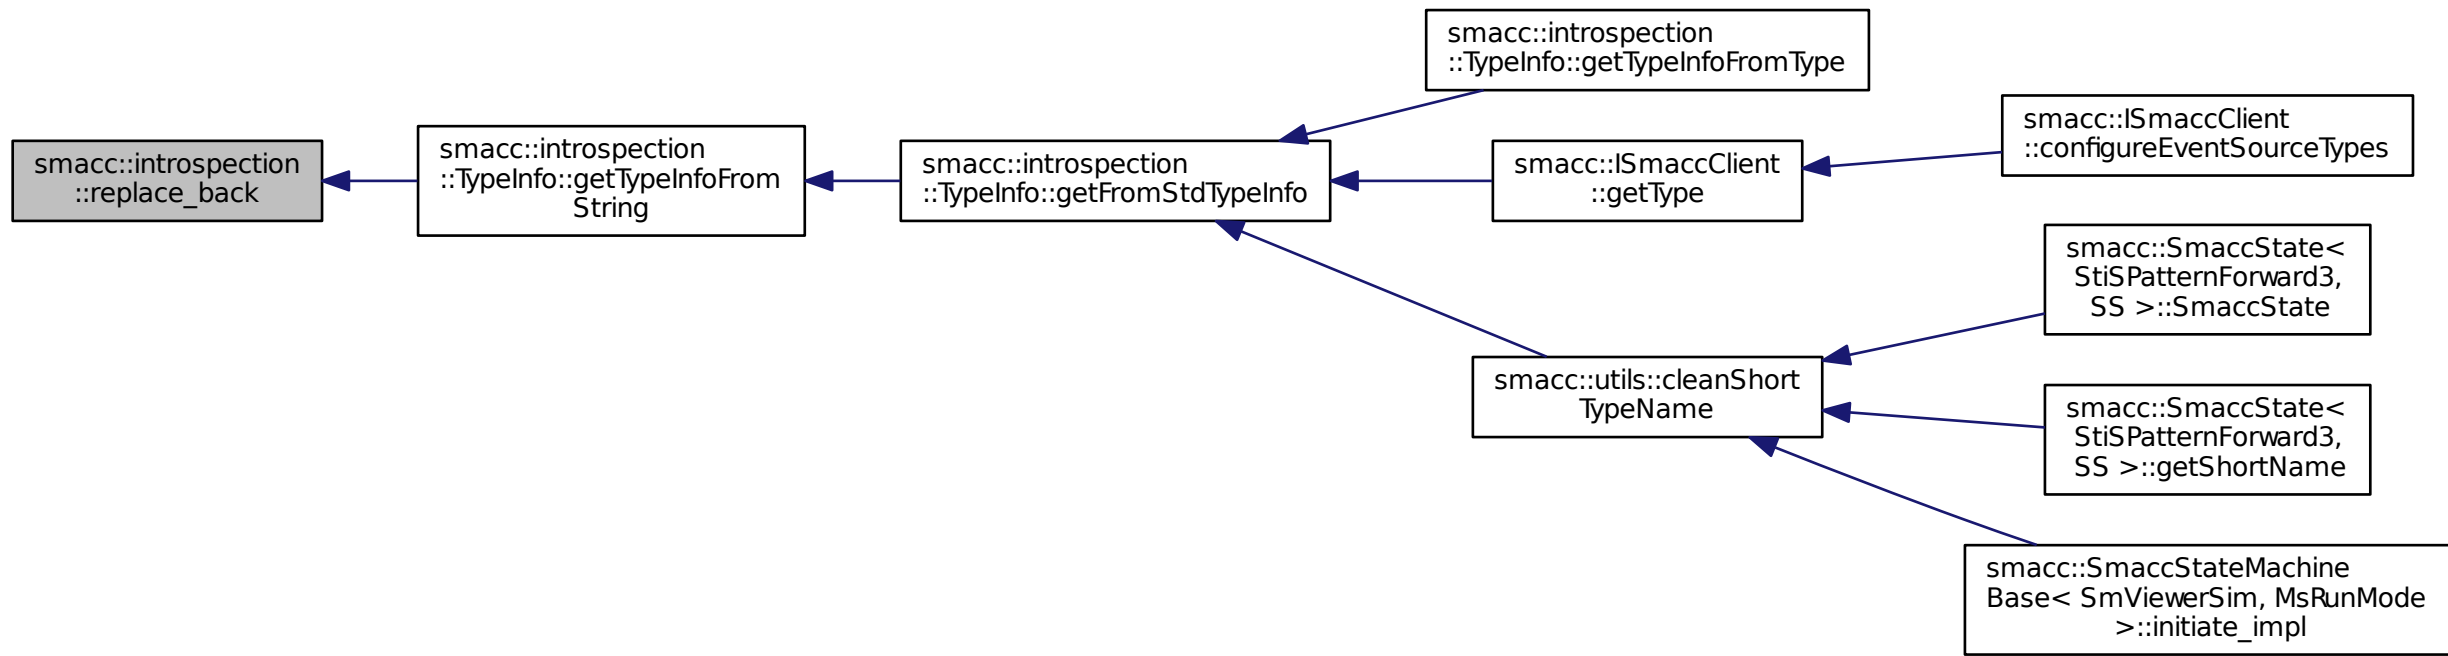 smacc::introspection
::replace_back
smacc::introspection
::TypeInfo::getTypeInfoFrom
String
smacc::introspection
::TypeInfo::getFromStdTypeInfo
smacc::introspection
::TypeInfo::getTypeInfoFromType
smacc::ISmaccClient
::getType
smacc::ISmaccClient
::configureEventSourceTypes
smacc::utils::cleanShort
TypeName
smacc::SmaccState<
StiSPatternForward3,
SS >::SmaccState
smacc::SmaccState<
StiSPatternForward3,
SS >::getShortName
smacc::SmaccStateMachine
Base< SmViewerSim, MsRunMode
>::initiate_impl